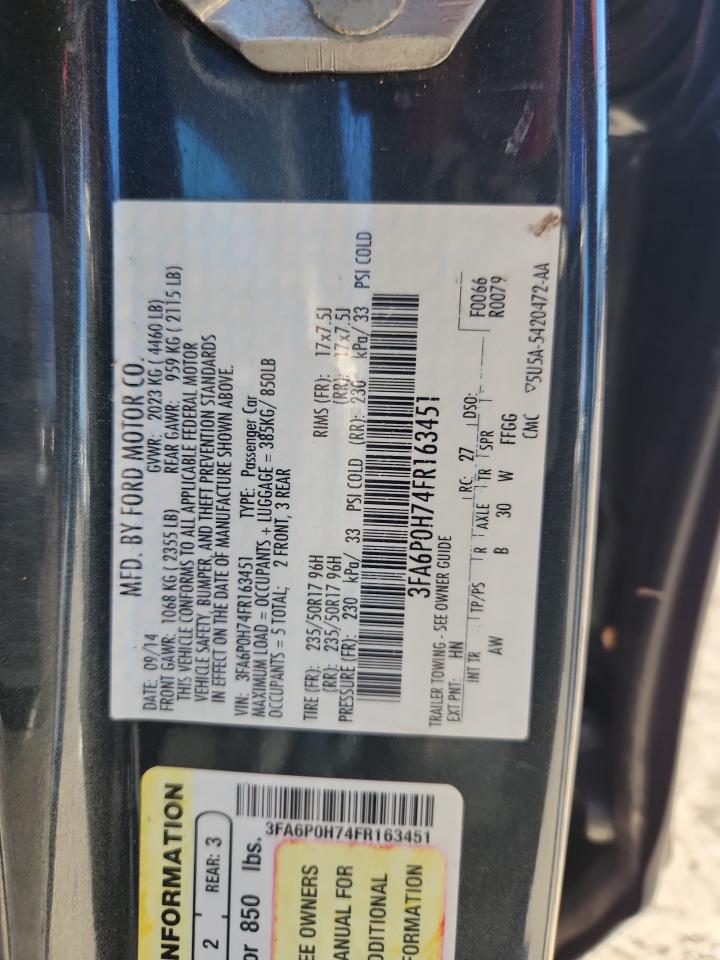 MFD. BY FORD MOTOR CO.
DATE: 09/14 GVWR: 2023 KG ( 4460 LB)
FRONT GAWR: 1068 KG ( 2355 LB) REAR GAWR: 959 KG ( 2115 LB)
THIS VEHICLE CONFORMS TO ALL APPLICABLE FEDERAL MOTOR
VEHICLE SAFETY, BUMPER, AND THEFT PREVENTION STANDARDS
IN EFFECT ON THE DATE OF MANUFACTURE SHOWN ABOVE.
VIN: 3FA6P0H74FR163451 TYPE: Passenger Car
MAXIMUM LOAD = OCCUPANTS + LUGGAGE = 385KG/ 850LB
OCCUPANTS = 5 TOTAL; 2 FRONT, 3 REAR
TIRE (FR): 235/50R17 96H RIMS (FR): 17x7.5J
(RR): 235/50R17 96H (RR): 17x7.5J
PRESSURE (FR): 230 kPa/ 33 PSI COLD (RR): 230 kPa/ 33 PSI COLD
3FA6P0H74FR163451
TRAILER TOWING - SEE OWNER GUIDE
EXT PNT: HN RC: 27 DSO: F0066
R0079
INT TR TP/PS R AXLE TR SPR
AW B 30 W FFGG
CMC ▽5U5A-5420472-AA
NFORMATION
2 REAR: 3
or 850 lbs.
3FA6P0H74FR163451
EE OWNERS
ANUAL FOR
DDITIONAL
FORMATION